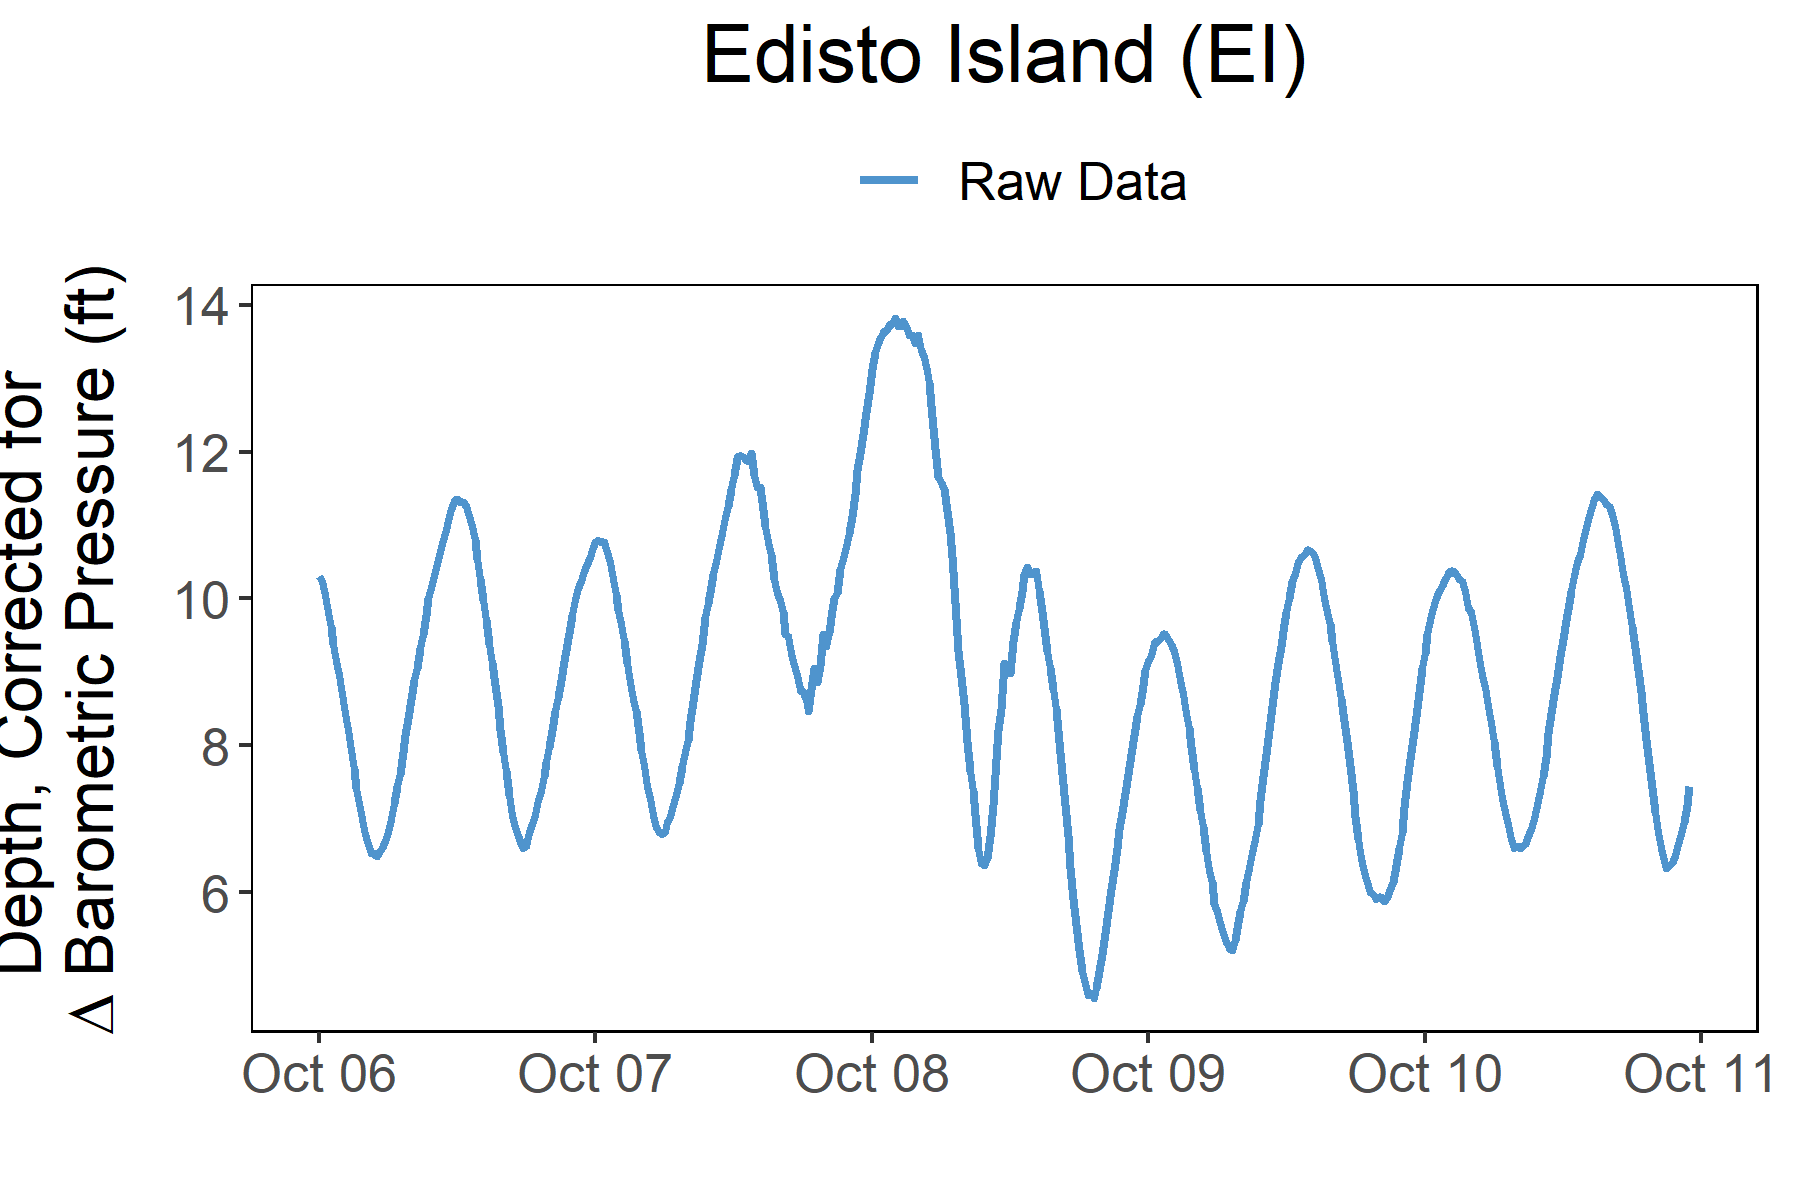 Edisto Island (EI)
Raw Data
Depth, Corrected for
Δ Barometric Pressure (ft)
14
12
10
8
6
Oct 06
Oct 07
Oct 08
Oct 09
Oct 10
Oct 11